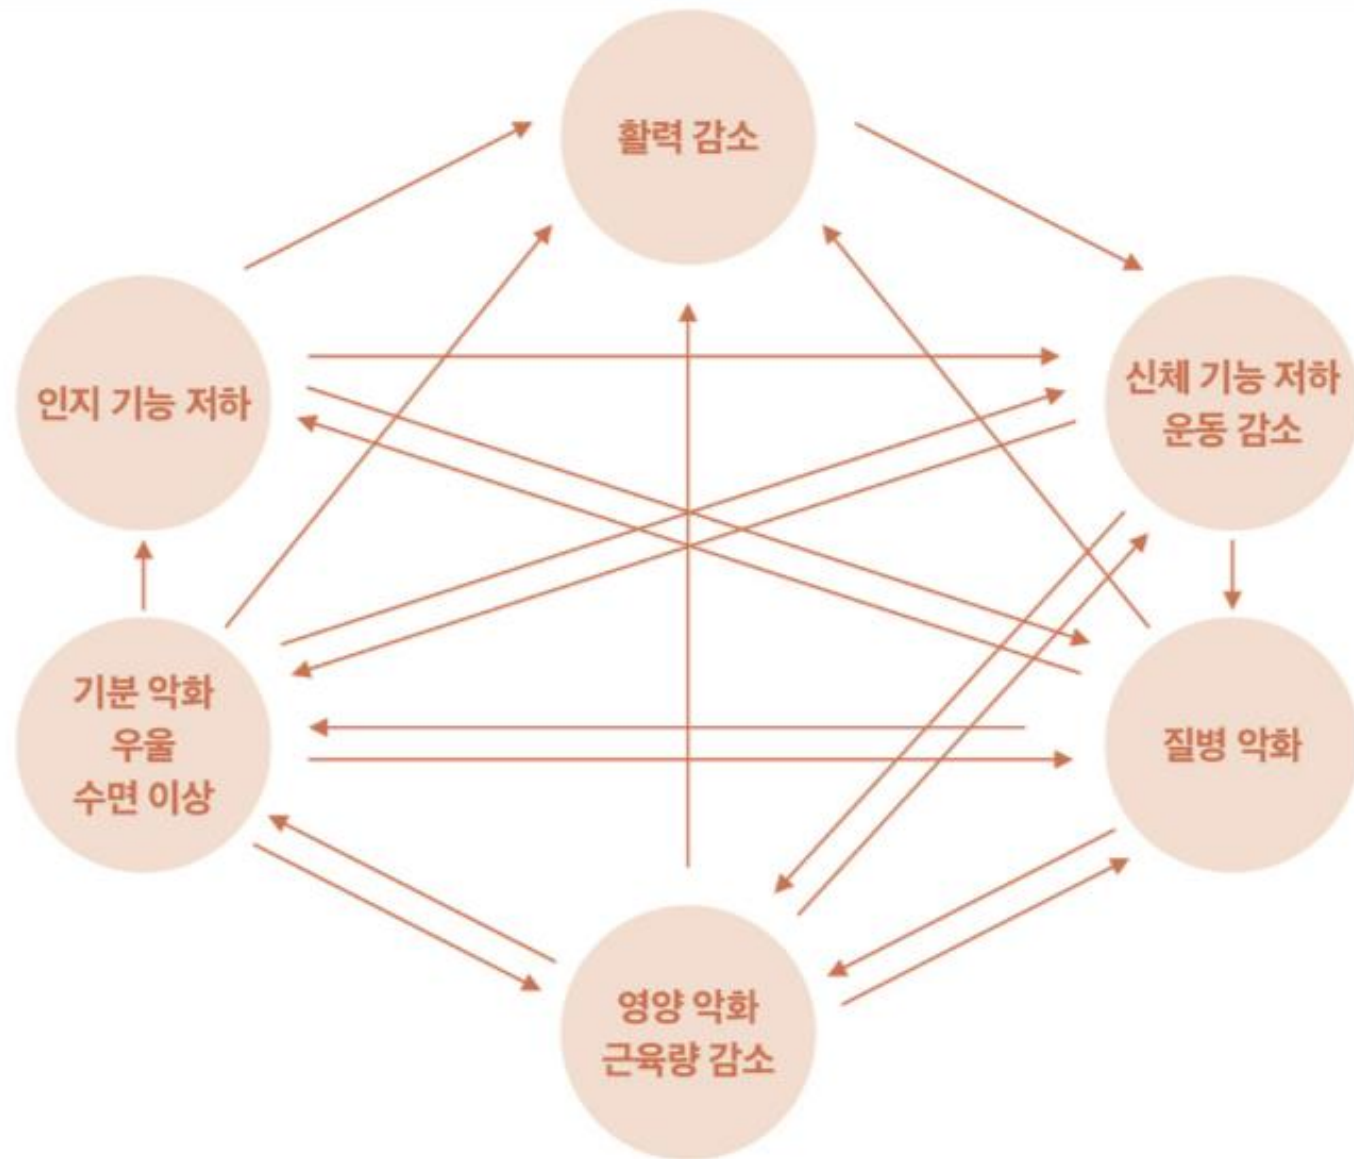 활력 감소
인지 기능 저하
신체 기능 저하
운동 감소
기분 악화
우울
수면 이상
질병 악화
영양 악화
근육량 감소